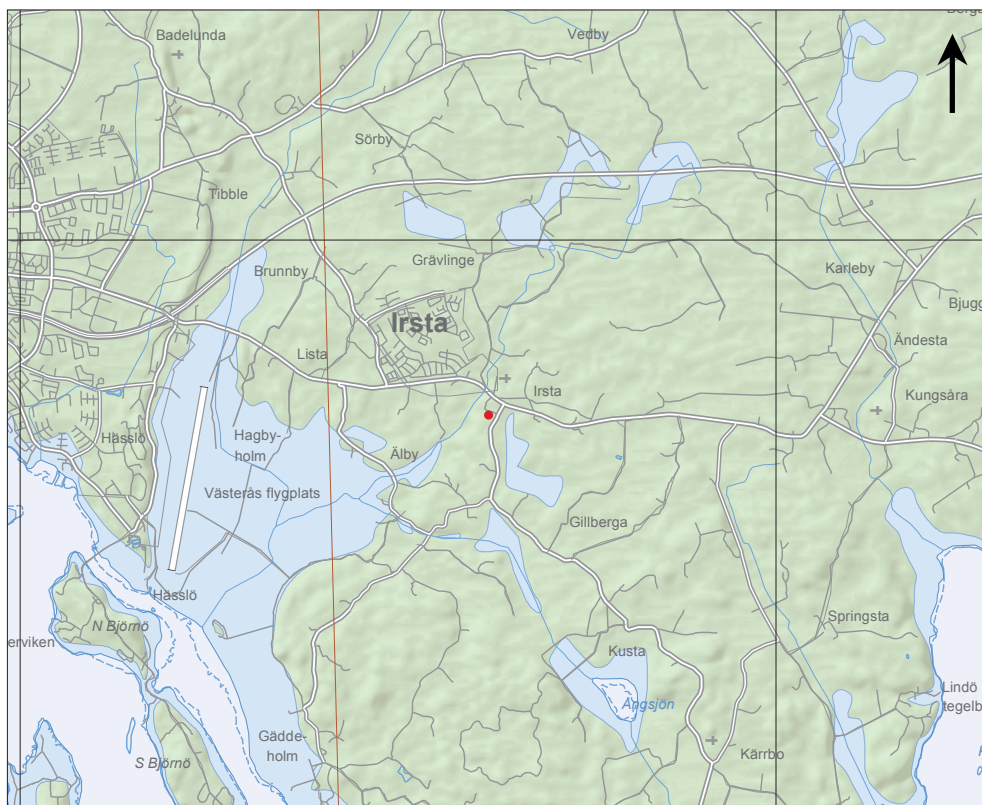 Badelunda
Vedby
Sörby
Tibble
Grävlinge
Brunnby
Karleby
Irsta
Bjugg
Ändesta
Lista
Irsta
Kungsåra
Hässlö
Hagby-
holm
Älby
Västerås flygplats
Gillberga
Hässlö
N Björnö
Springsta
erviken
Kusta
Lindö
tegelb
Ängsjön
Gädde-
holm
Kärrbo
S Björnö